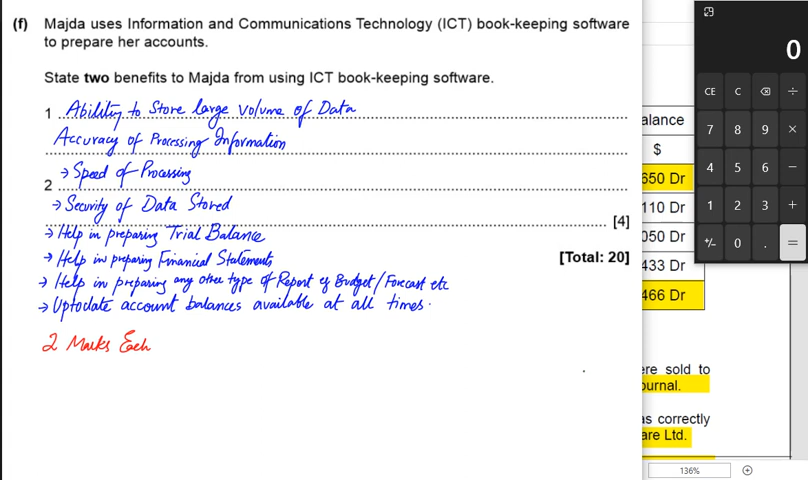 (f) Majda uses Information and Communications Technology (ICT) book-keeping software
to prepare her accounts.
State two benefits to Majda from using ICT book-keeping software.
1 Ability to Store large Volume of Data
Accuracy of Processing Information
→ Speed of Processing
2
→ Security of Data Stored
[4]
→ Help in preparing Trial Balance
→ Help in preparing Financial Statements
[Total: 20]
→ Help in preparing any other type of Report eg Budget/Forecast etc
→ Uptodate account balances available at all times.
2 Marks Each
alance
$
650 Dr
110 Dr
050 Dr
433 Dr
466 Dr
ere sold to
ournal.
as correctly
are Ltd.
136%
0
CE C ÷
7 8 9 ×
4 5 6 −
1 2 3 +
+/− 0 . =